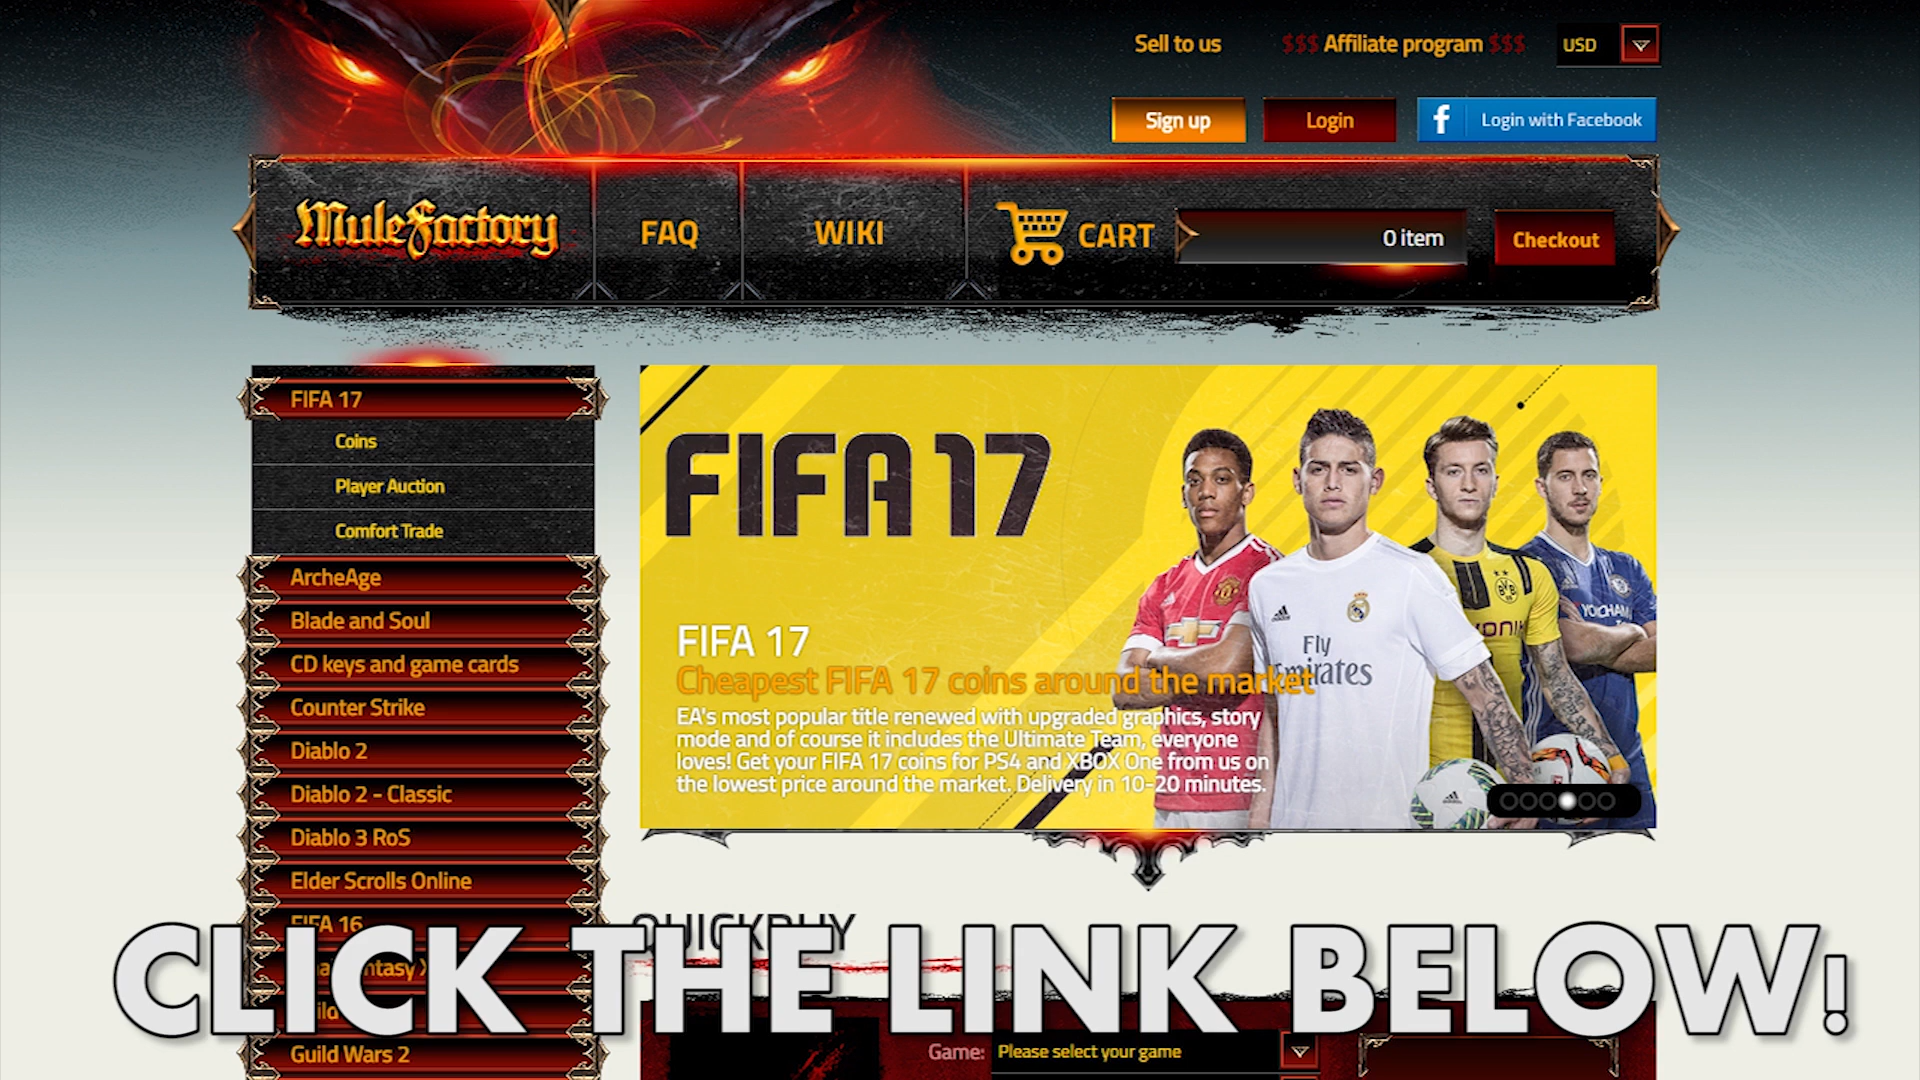 Sell to us
$$$ Affiliate program $$$
USD
Sign up
Login
f Login with Facebook
MuleFactory
FAQ
WIKI
CART
0 item
Checkout
FIFA 17
Coins
Player Auction
Comfort Trade
ArcheAge
Blade and Soul
CD keys and game cards
Counter Strike
Diablo 2
Diablo 2 - Classic
Diablo 3 RoS
Elder Scrolls Online
FIFA 16
Guild Wars 2
FIFA 17
FIFA 17
Cheapest FIFA 17 coins around the market
EA's most popular title renewed with upgraded graphics, story
mode and of course it includes the Ultimate Team, everyone
loves! Get your FIFA 17 coins for PS4 and XBOX One from us on
the lowest price around the market. Delivery in 10-20 minutes.
Fly
Emirates
QUICKBUY
CLICK THE LINK BELOW!
Game:
Please select your game